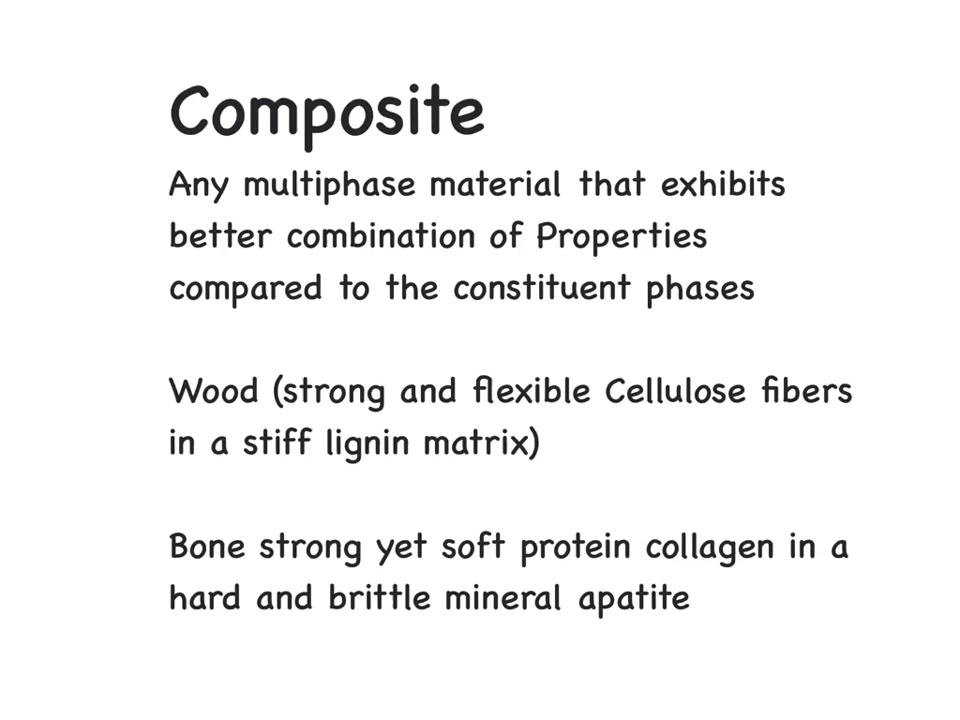 Composite
Any multiphase material that exhibits
better combination of Properties
compared to the constituent phases
Wood (strong and flexible Cellulose fibers
in a stiff lignin matrix)
Bone strong yet soft protein collagen in a
hard and brittle mineral apatite